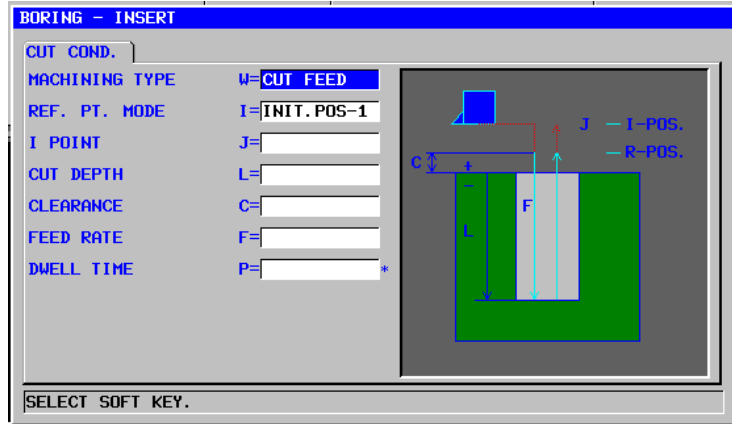 BORING - INSERT
CUT COND.
MACHINING TYPE W=CUT FEED
REF. PT. MODE I=INIT.POS-1
I POINT J=
CUT DEPTH L=
CLEARANCE C=
FEED RATE F=
DWELL TIME P= *
J -I-POS.
-R-POS.
C
+
-
F
L
SELECT SOFT KEY.